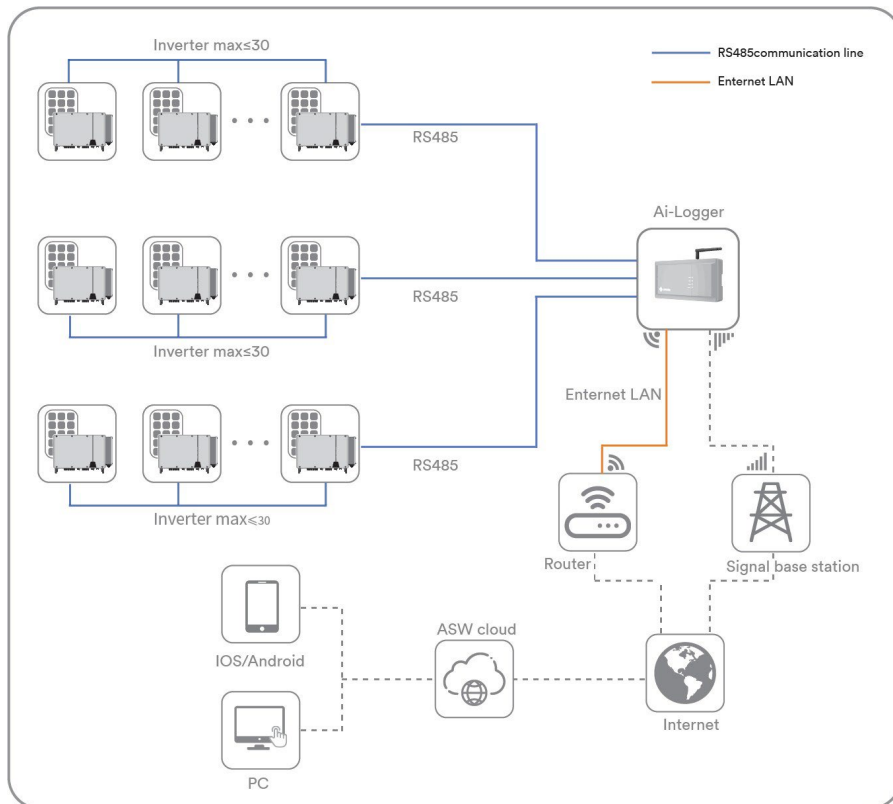 Inverter max≤30
RS485communication line
Enternet LAN
RS485
Ai-Logger
RS485
Inverter max≤30
Enternet LAN
RS485
Inverter max≤30
Router
Signal base station
ASW cloud
IOS/Android
Internet
PC